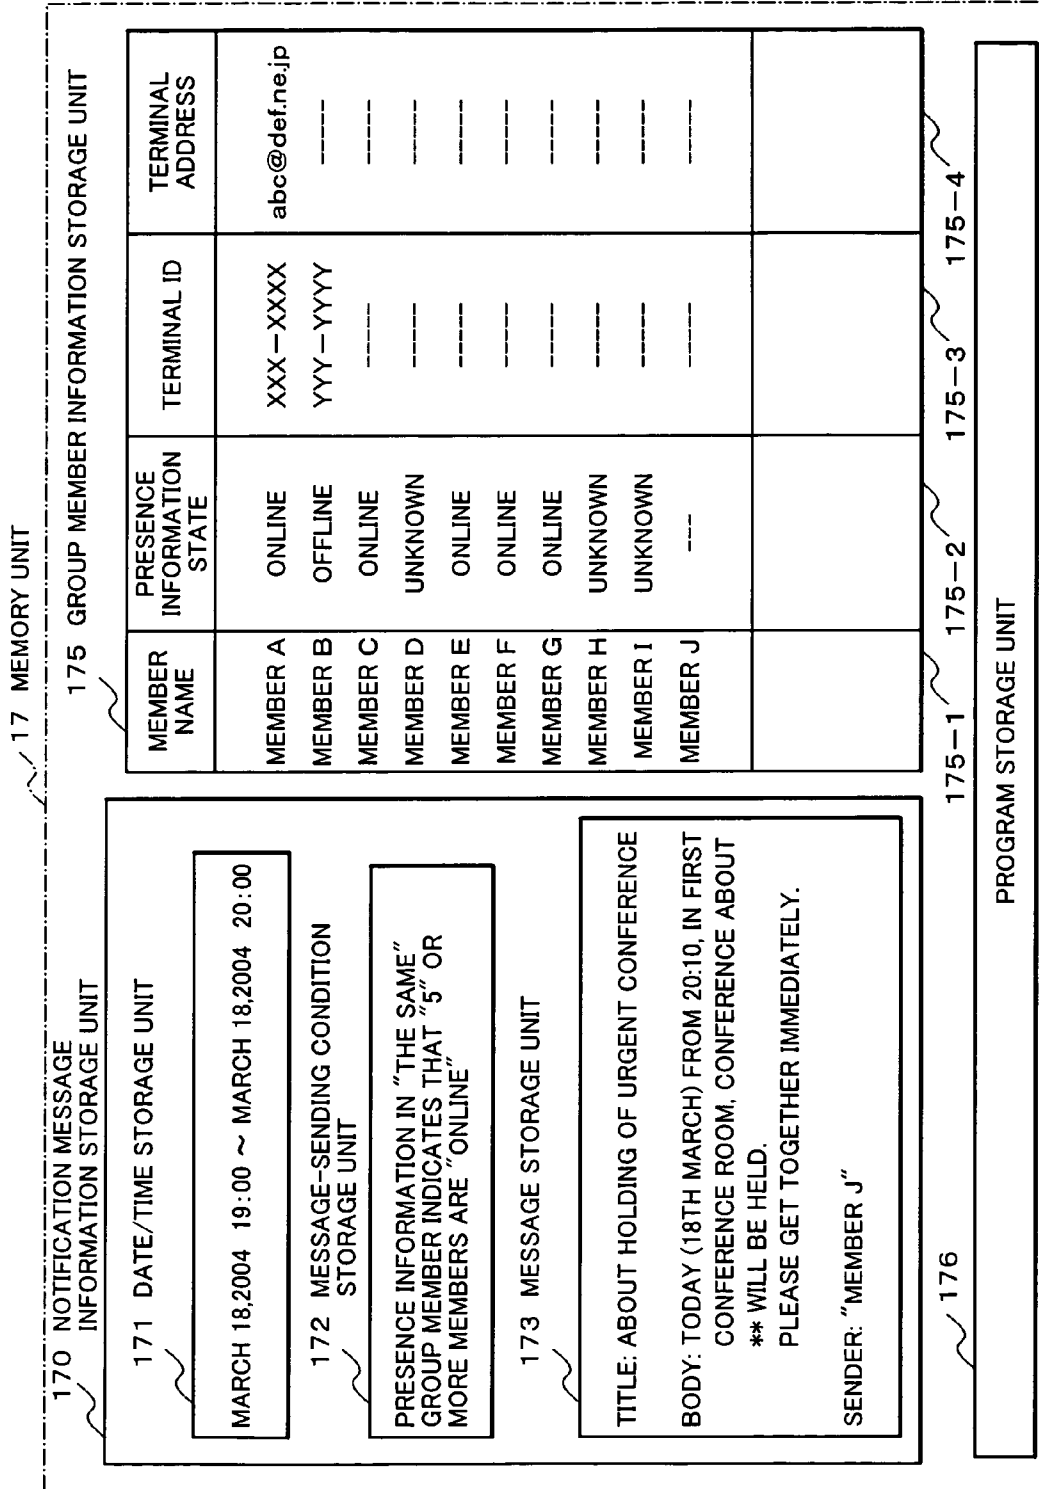 17 MEMORY UNIT
170 NOTIFICATION MESSAGE
INFORMATION STORAGE UNIT
171 DATE/TIME STORAGE UNIT
MARCH 18,2004 19:00 ~ MARCH 18,2004 20:00
172 MESSAGE-SENDING CONDITION
STORAGE UNIT
PRESENCE INFORMATION IN "THE SAME"
GROUP MEMBER INDICATES THAT "5" OR
MORE MEMBERS ARE "ONLINE"
173 MESSAGE STORAGE UNIT
TITLE: ABOUT HOLDING OF URGENT CONFERENCE
BODY: TODAY (18TH MARCH) FROM 20:10, IN FIRST
CONFERENCE ROOM, CONFERENCE ABOUT
** WILL BE HELD.
PLEASE GET TOGETHER IMMEDIATELY.
SENDER: "MEMBER J"
175 GROUP MEMBER INFORMATION STORAGE UNIT
MEMBER NAME PRESENCE INFORMATION STATE TERMINAL ID TERMINAL ADDRESS
MEMBER A ONLINE XXX-XXXX abc@def.ne.jp
MEMBER B OFFLINE YYY-YYYY -----
MEMBER C ONLINE ----- -----
MEMBER D UNKNOWN ----- -----
MEMBER E ONLINE ----- -----
MEMBER F ONLINE ----- -----
MEMBER G ONLINE ----- -----
MEMBER H UNKNOWN ----- -----
MEMBER I UNKNOWN ----- -----
MEMBER J --- ----- -----
175-1 175-2 175-3 175-4
176
PROGRAM STORAGE UNIT